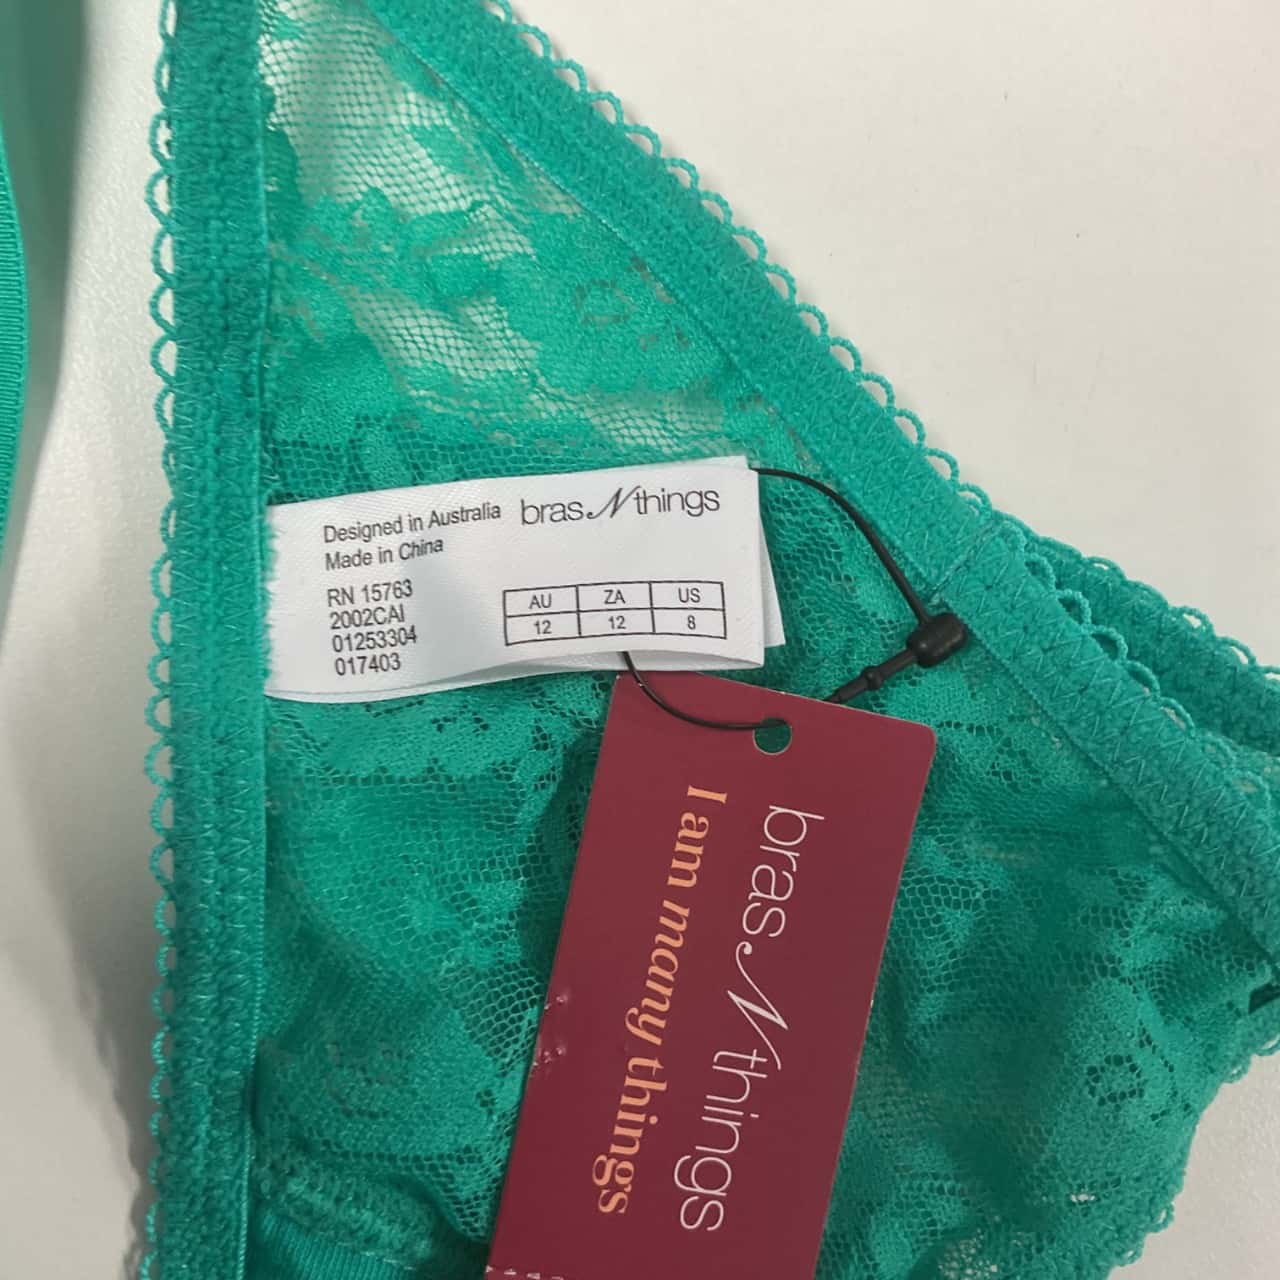 Designed in Australia
Made in China
RN 15763
2002CAI
01253304
017403
bras N things
AU ZA US
12 12 8
bras N things
I am many things